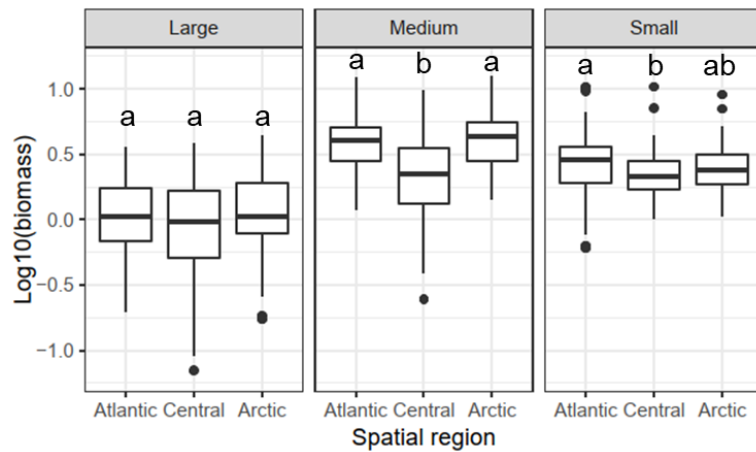 Large Medium Small
a a a a b a a b ab
1.0
0.5
0.0
−0.5
−1.0
Log10(biomass)
Atlantic Central Arctic Atlantic Central Arctic Atlantic Central Arctic
Spatial region